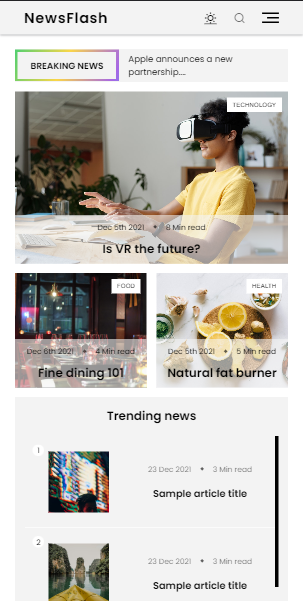 NewsFlash
BREAKING NEWS
Apple announces a new
partnership....
TECHNOLOGY
Dec 5th 2021 • 8 Min read
Is VR the future?
FOOD
Dec 6th 2021 • 4 Min read
Fine dining 101
HEALTH
Dec 5th 2021 • 5 Min read
Natural fat burner
Trending news
1
23 Dec 2021 • 3 Min read
Sample article title
2
23 Dec 2021 • 3 Min read
Sample article title